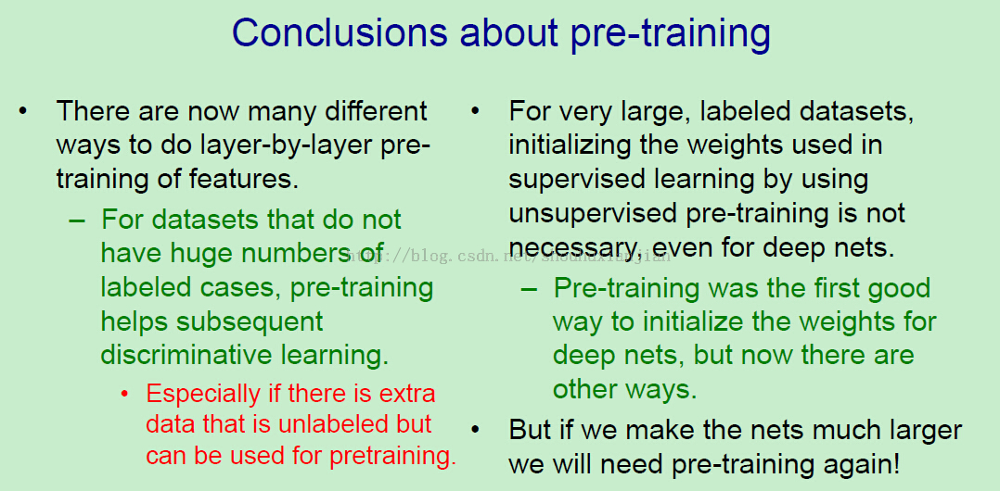 Conclusions about pre-training
• There are now many different
ways to do layer-by-layer pre-
training of features.
– For datasets that do not
have huge numbers of
labeled cases, pre-training
helps subsequent
discriminative learning.
• Especially if there is extra
data that is unlabeled but
can be used for pretraining.
• For very large, labeled datasets,
initializing the weights used in
supervised learning by using
unsupervised pre-training is not
necessary, even for deep nets.
– Pre-training was the first good
way to initialize the weights for
deep nets, but now there are
other ways.
• But if we make the nets much larger
we will need pre-training again!
http://blog.csdn.net/shouhuxianjian